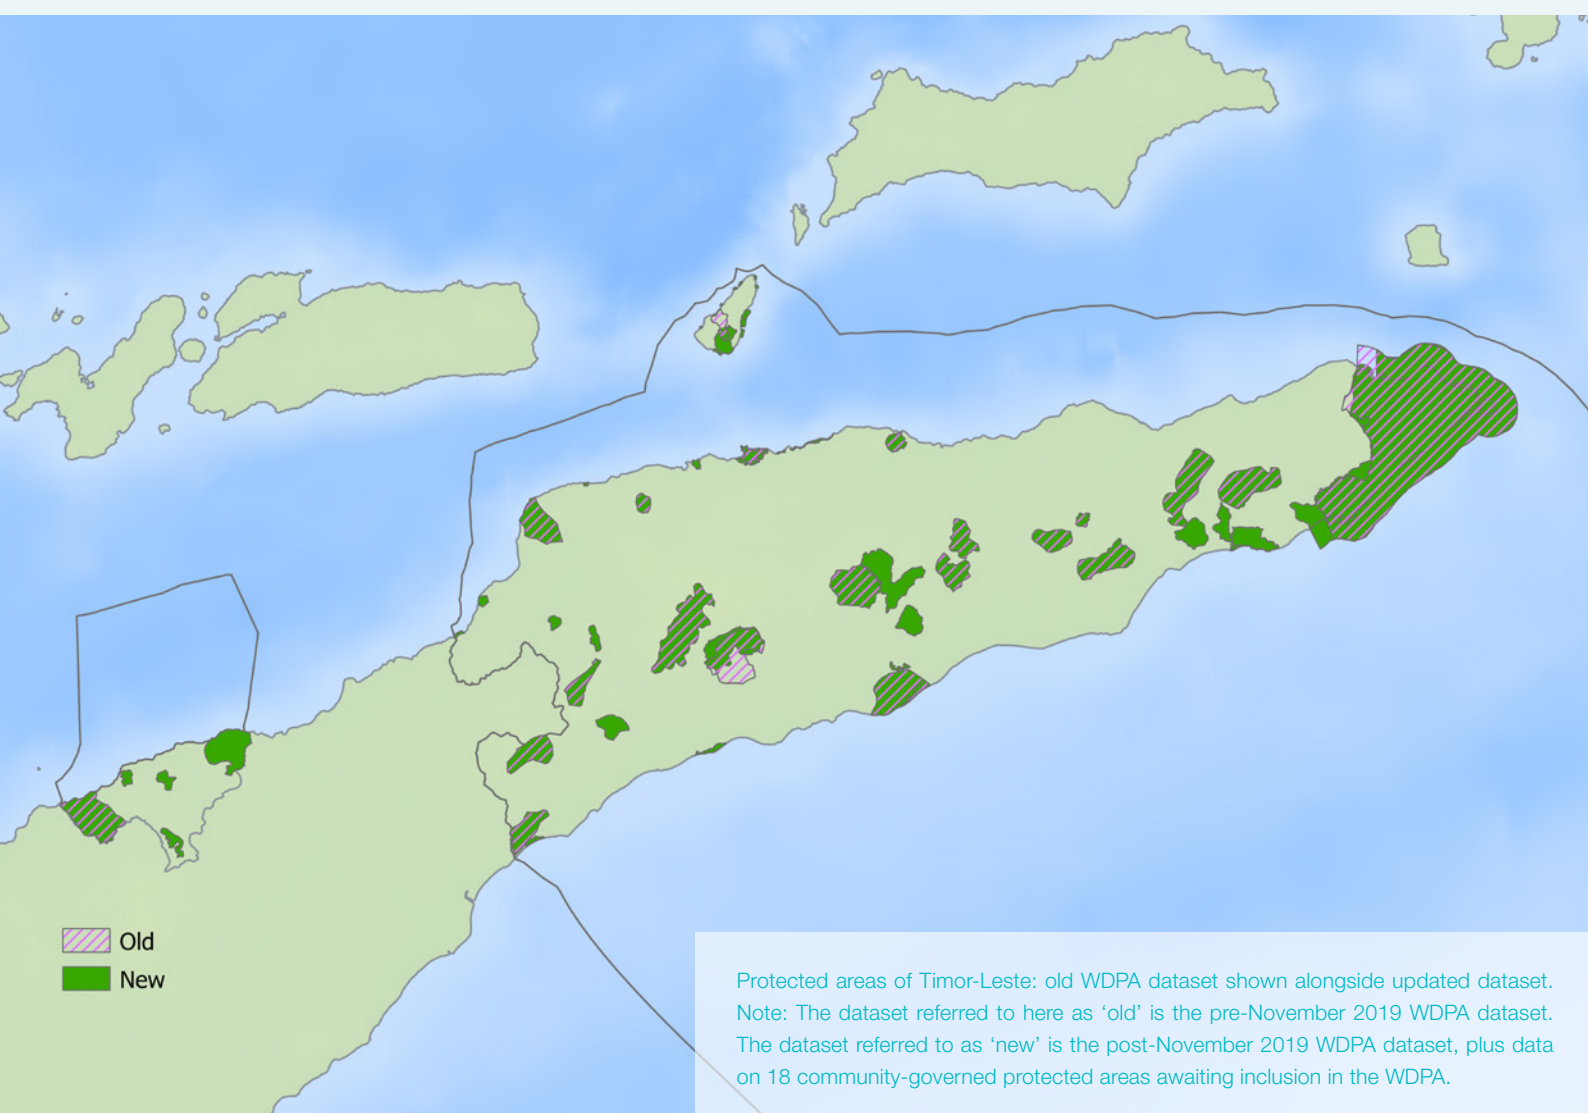 Old
New
Protected areas of Timor-Leste: old WDPA dataset shown alongside updated dataset.
Note: The dataset referred to here as ‘old’ is the pre-November 2019 WDPA dataset.
The dataset referred to as ‘new’ is the post-November 2019 WDPA dataset, plus data
on 18 community-governed protected areas awaiting inclusion in the WDPA.